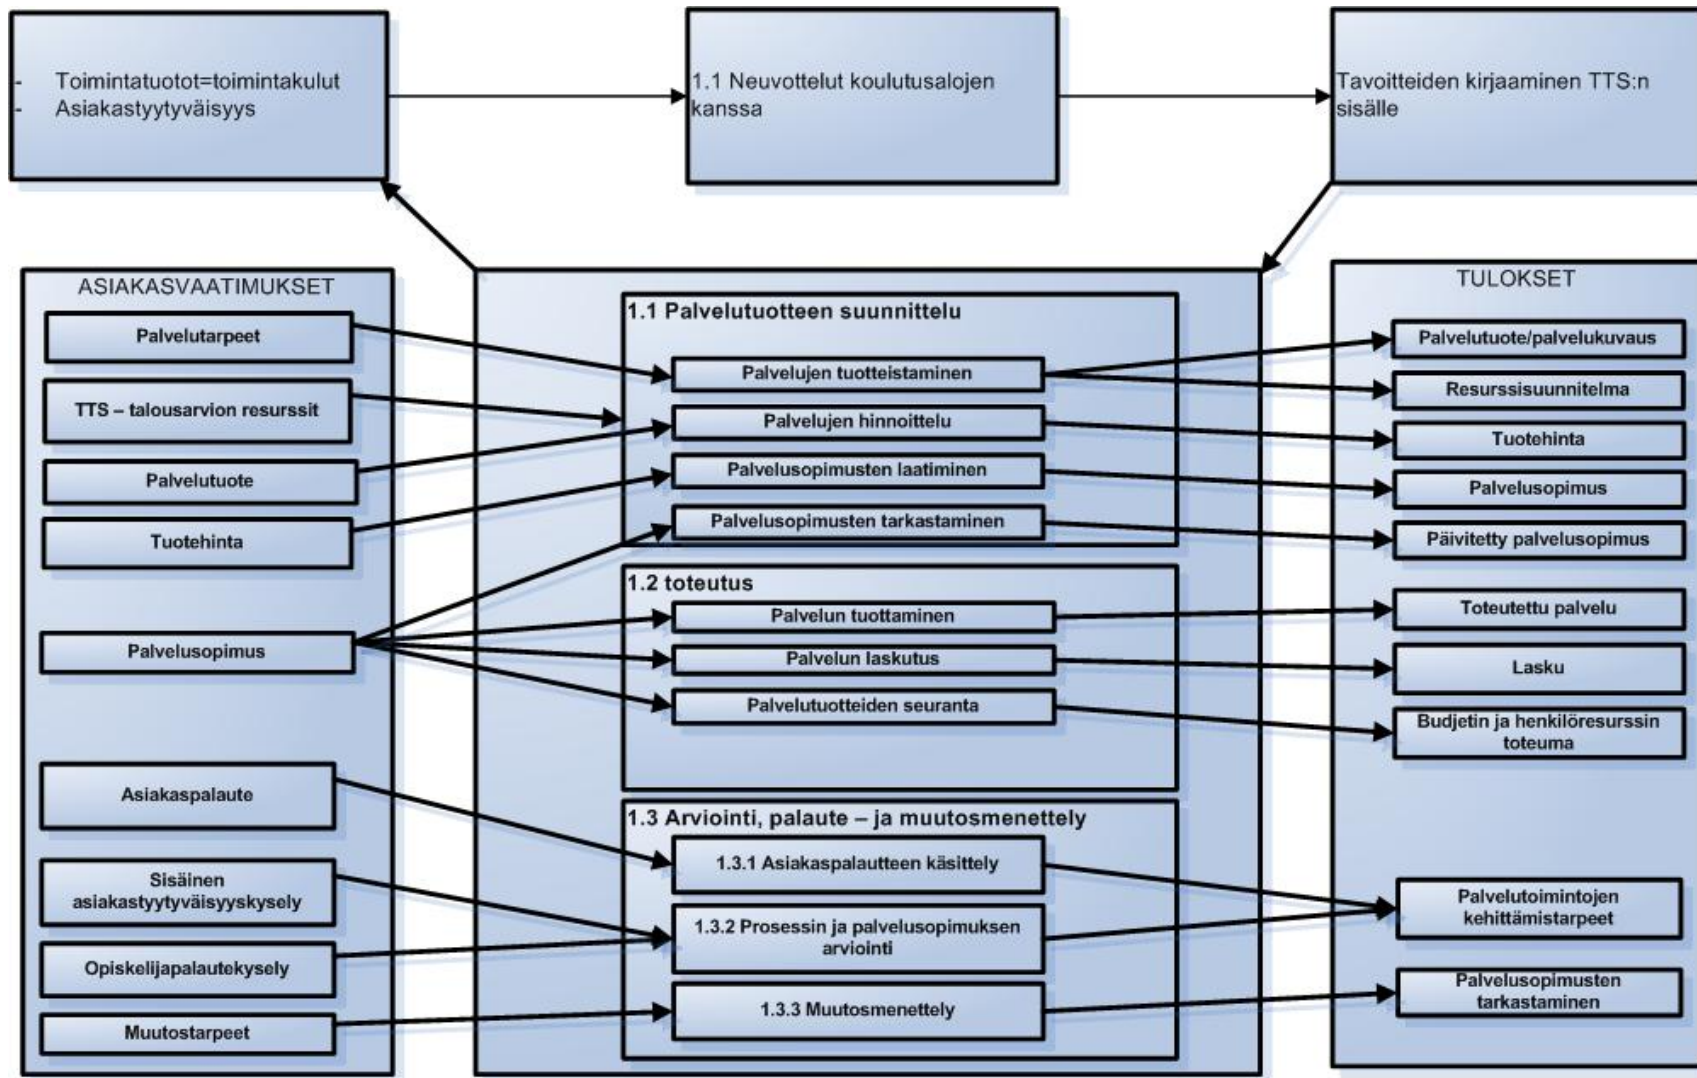 - Toimintatuotot=toimintakulut
- Asiakastyytyväisyys
1.1 Neuvottelut koulutusalojen
kanssa
Tavoitteiden kirjaaminen TTS:n
sisälle
ASIAKASVAATIMUKSET
Palvelutarpeet
TTS – talousarvion resurssit
Palvelutuote
Tuotehinta
Palvelusopimus
Asiakaspalaute
Sisäinen
asiakastyytyväisyyskysely
Opiskelijapalautekysely
Muutostarpeet
1.1 Palvelutuotteen suunnittelu
Palvelujen tuotteistaminen
Palvelujen hinnoittelu
Palvelusopimusten laatiminen
Palvelusopimusten tarkastaminen
1.2 toteutus
Palvelun tuottaminen
Palvelun laskutus
Palvelutuotteiden seuranta
1.3 Arviointi, palaute – ja muutosmenettely
1.3.1 Asiakaspalautteen käsittely
1.3.2 Prosessin ja palvelusopimuksen
arviointi
1.3.3 Muutosmenettely
TULOKSET
Palvelutuote/palvelukuvaus
Resurssisuunnitelma
Tuotehinta
Palvelusopimus
Päivitetty palvelusopimus
Toteutettu palvelu
Lasku
Budjetin ja henkilöresurssin
toteuma
Palvelutoimintojen
kehittämistarpeet
Palvelusopimusten
tarkastaminen